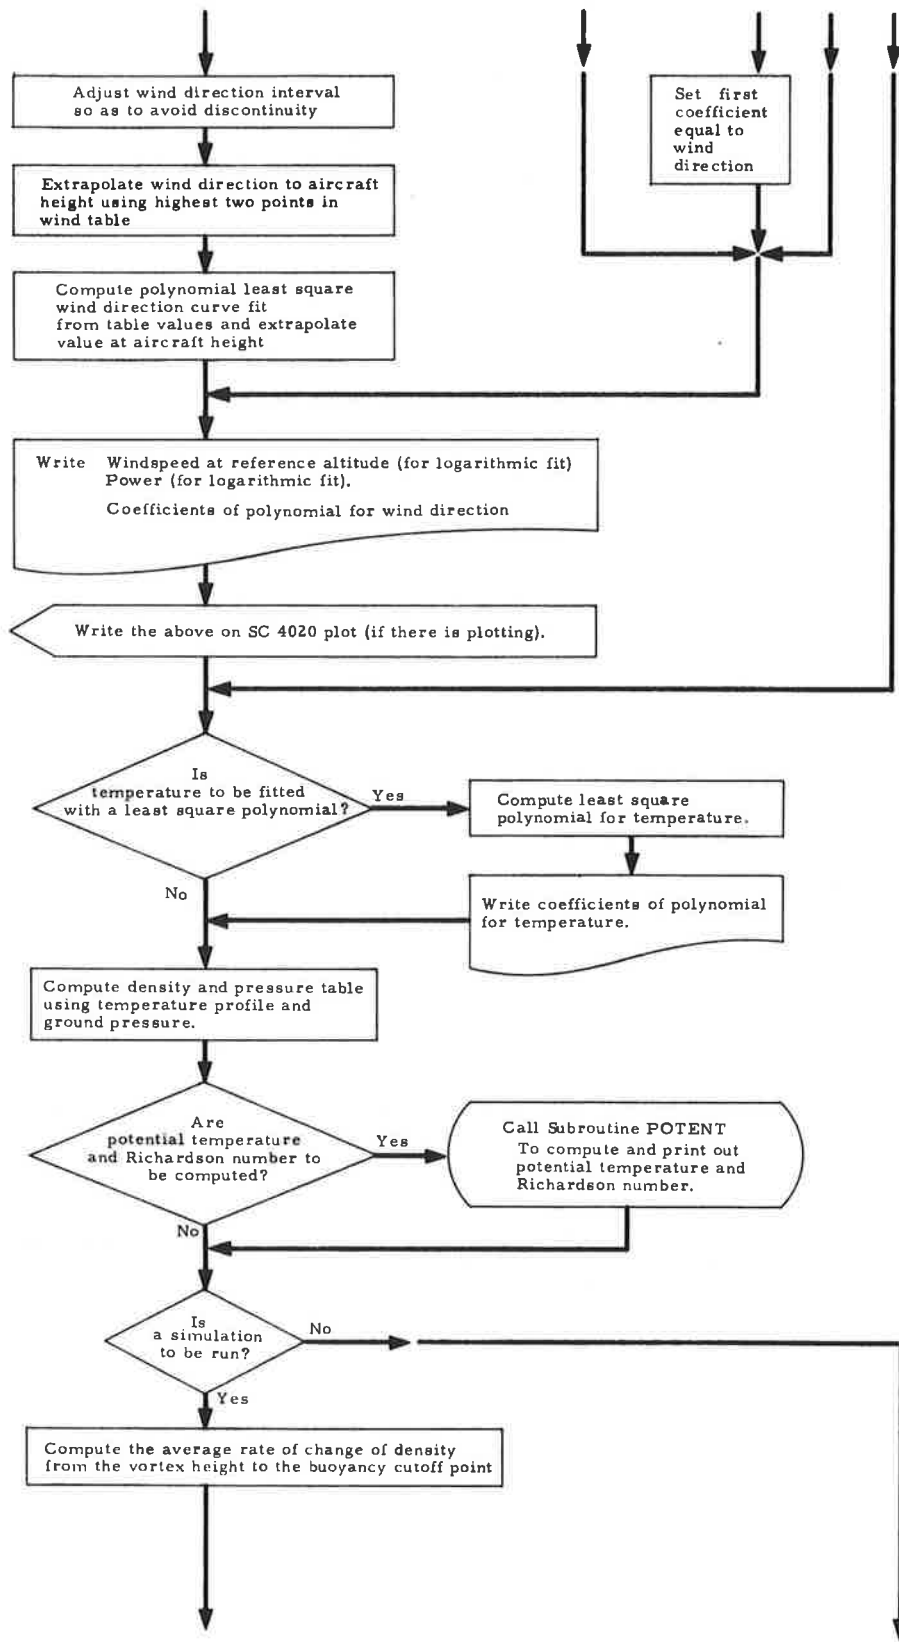 Adjust wind direction interval
so as to avoid discontinuity
Set first
coefficient
equal to
wind
direction
Extrapolate wind direction to aircraft
height using highest two points in
wind table
Compute polynomial least square
wind direction curve fit
from table values and extrapolate
value at aircraft height
Write Windspeed at reference altitude (for logarithmic fit)
Power (for logarithmic fit).
Coefficients of polynomial for wind direction
Write the above on SC 4020 plot (if there is plotting).
Is
temperature to be fitted
with a least square polynomial?
Yes
Compute least square
polynomial for temperature.
No
Write coefficients of polynomial
for temperature.
Compute density and pressure table
using temperature profile and
ground pressure.
Are
potential temperature
and Richardson number to
be computed?
Yes
Call Subroutine POTENT
To compute and print out
potential temperature and
Richardson number.
No
Is
a simulation
to be run?
No
Yes
Compute the average rate of change of density
from the vortex height to the buoyancy cutoff point